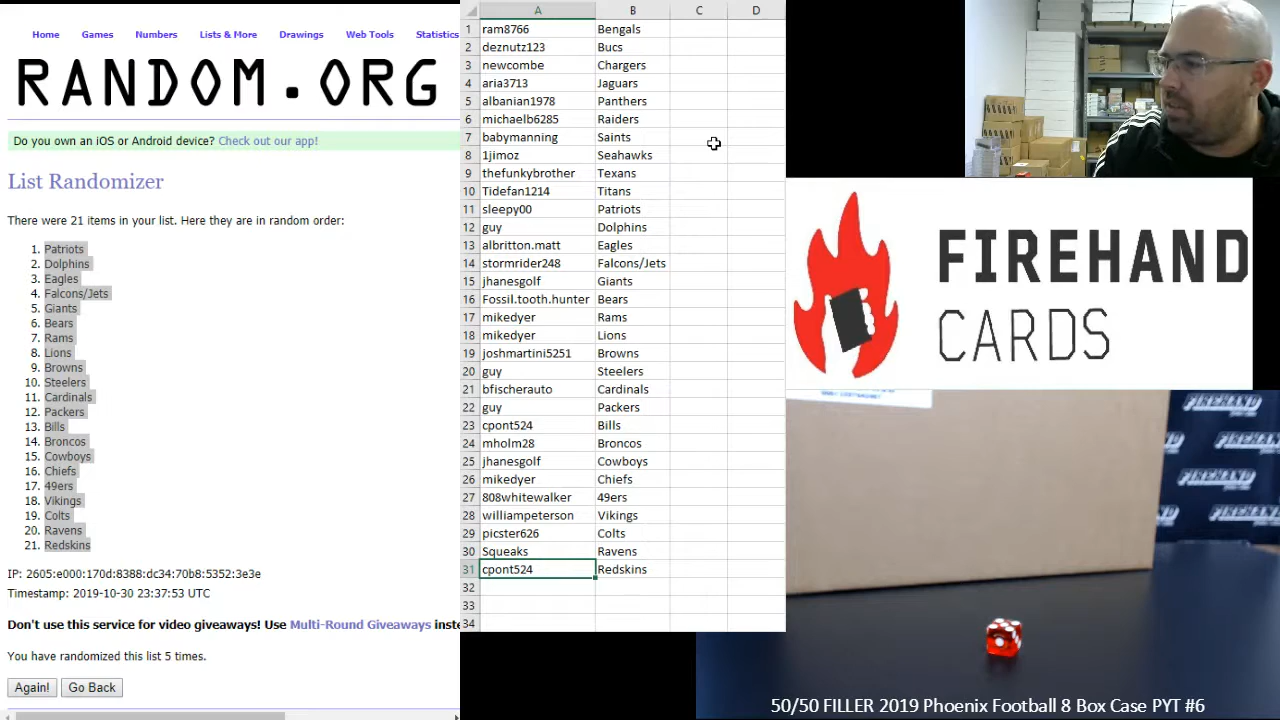 Home Games Numbers Lists & More Drawings Web Tools Statistics
RANDOM.ORG
Do you own an iOS or Android device? Check out our app!
List Randomizer
There were 21 items in your list. Here they are in random order:
1. Patriots
2. Dolphins
3. Eagles
4. Falcons/Jets
5. Giants
6. Bears
7. Rams
8. Lions
9. Browns
10. Steelers
11. Cardinals
12. Packers
13. Bills
14. Broncos
15. Cowboys
16. Chiefs
17. 49ers
18. Vikings
19. Colts
20. Ravens
21. Redskins
IP: 2605:e000:170d:8388:dc34:70b8:5352:3e3e
Timestamp: 2019-10-30 23:37:53 UTC
Don't use this service for video giveaways! Use Multi-Round Giveaways inste
You have randomized this list 5 times.
Again! Go Back
A B C D
1 ram8766 Bengals
2 deznutz123 Bucs
3 newcombe Chargers
4 aria3713 Jaguars
5 albanian1978 Panthers
6 michaelb6285 Raiders
7 babymanning Saints
8 1jimoz Seahawks
9 thefunkybrother Texans
10 Tidefan1214 Titans
11 sleepy00 Patriots
12 guy Dolphins
13 albritton.matt Eagles
14 stormrider248 Falcons/Jets
15 jhanesgolf Giants
16 Fossil.tooth.hunter Bears
17 mikedyer Rams
18 mikedyer Lions
19 joshmartini5251 Browns
20 guy Steelers
21 bfischerauto Cardinals
22 guy Packers
23 cpont524 Bills
24 mholm28 Broncos
25 jhanesgolf Cowboys
26 mikedyer Chiefs
27 808whitewalker 49ers
28 williampeterson Vikings
29 picster626 Colts
30 Squeaks Ravens
31 cpont524 Redskins
32
33
34
FIREHAND
CARDS
FIREHAND
FIREHAND
FIREHAND
50/50 FILLER 2019 Phoenix Football 8 Box Case PYT #6